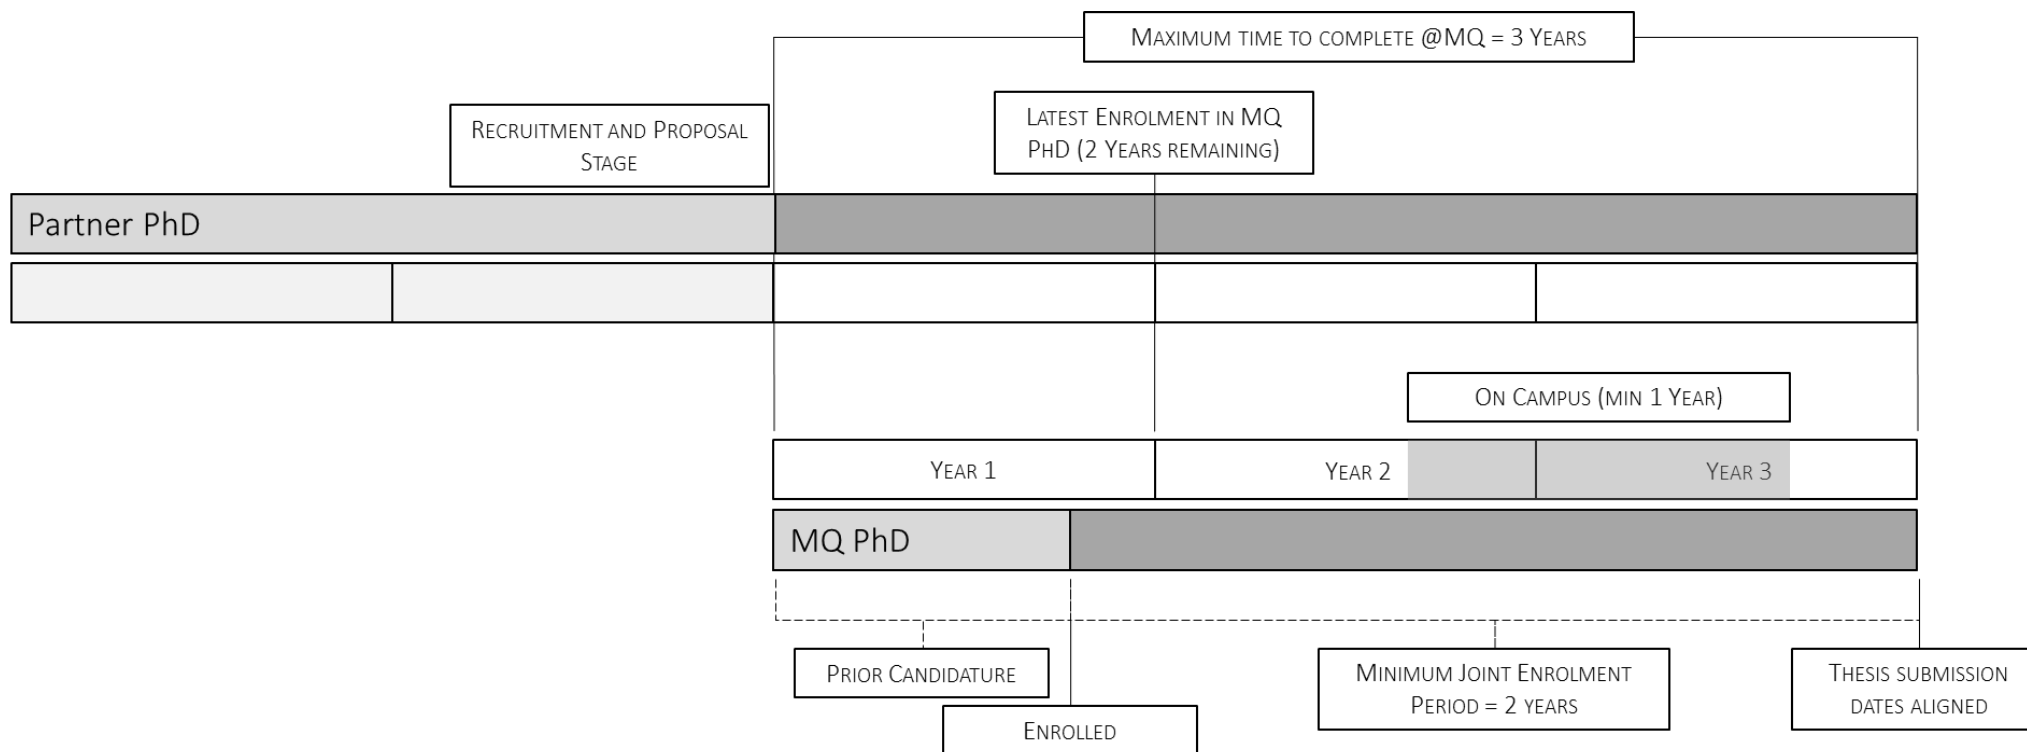 MAXIMUM TIME TO COMPLETE @MQ = 3 YEARS
RECRUITMENT AND PROPOSAL
STAGE
LATEST ENROLMENT IN MQ
PHD (2 YEARS REMAINING)
Partner PhD
ON CAMPUS (MIN 1 YEAR)
YEAR 1
YEAR 2
YEAR 3
MQ PhD
PRIOR CANDIDATURE
ENROLLED
MINIMUM JOINT ENROLMENT
PERIOD = 2 YEARS
THESIS SUBMISSION
DATES ALIGNED